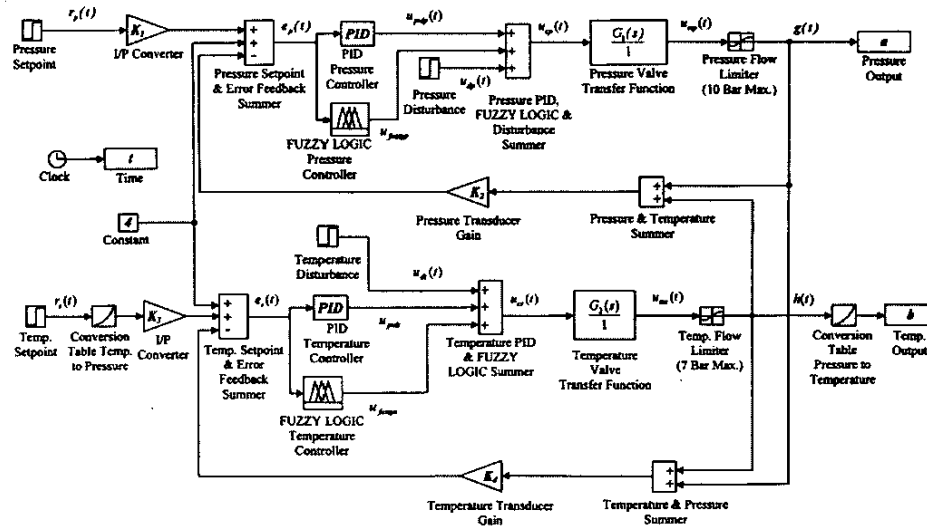 r_p(t)
Pressure
Setpoint
K_1
I/P Converter
+
+
-
Pressure Setpoint
& Error Feedback
Summer
e_p(t)
PID
PID
Pressure
Controller
FUZZY LOGIC
Pressure
Controller
u_pidp(t)
Pressure
Disturbance
u_dp(t)
+
+
+
Pressure PID,
FUZZY LOGIC &
Disturbance
Summer
u_cp(t)
G_1(s)
1
Pressure Valve
Transfer Function
Pressure Flow
Limiter
(10 Bar Max.)
g(t)
a
Pressure
Output
Clock
t
Time
K_2
Pressure Transducer
Gain
+
+
Pressure & Temperature
Summer
4
Constant
Temperature
Disturbance
u_dt(t)
r_t(t)
Temp.
Setpoint
Conversion
Table Temp.
to Pressure
K_3
I/P
Converter
+
+
-
Temp. Setpoint
& Error
Feedback
Summer
e_t(t)
PID
PID
Temperature
Controller
FUZZY LOGIC
Temperature
Controller
+
+
+
Temperature PID
& FUZZY
LOGIC Summer
u_ct(t)
G_2(s)
1
Temperature
Valve
Transfer Function
Temp. Flow
Limiter
(7 Bar Max.)
h(t)
Conversion
Table
Pressure to
Temperature
b
Temp.
Output
K_4
Temperature Transducer
Gain
+
+
Temperature & Pressure
Summer